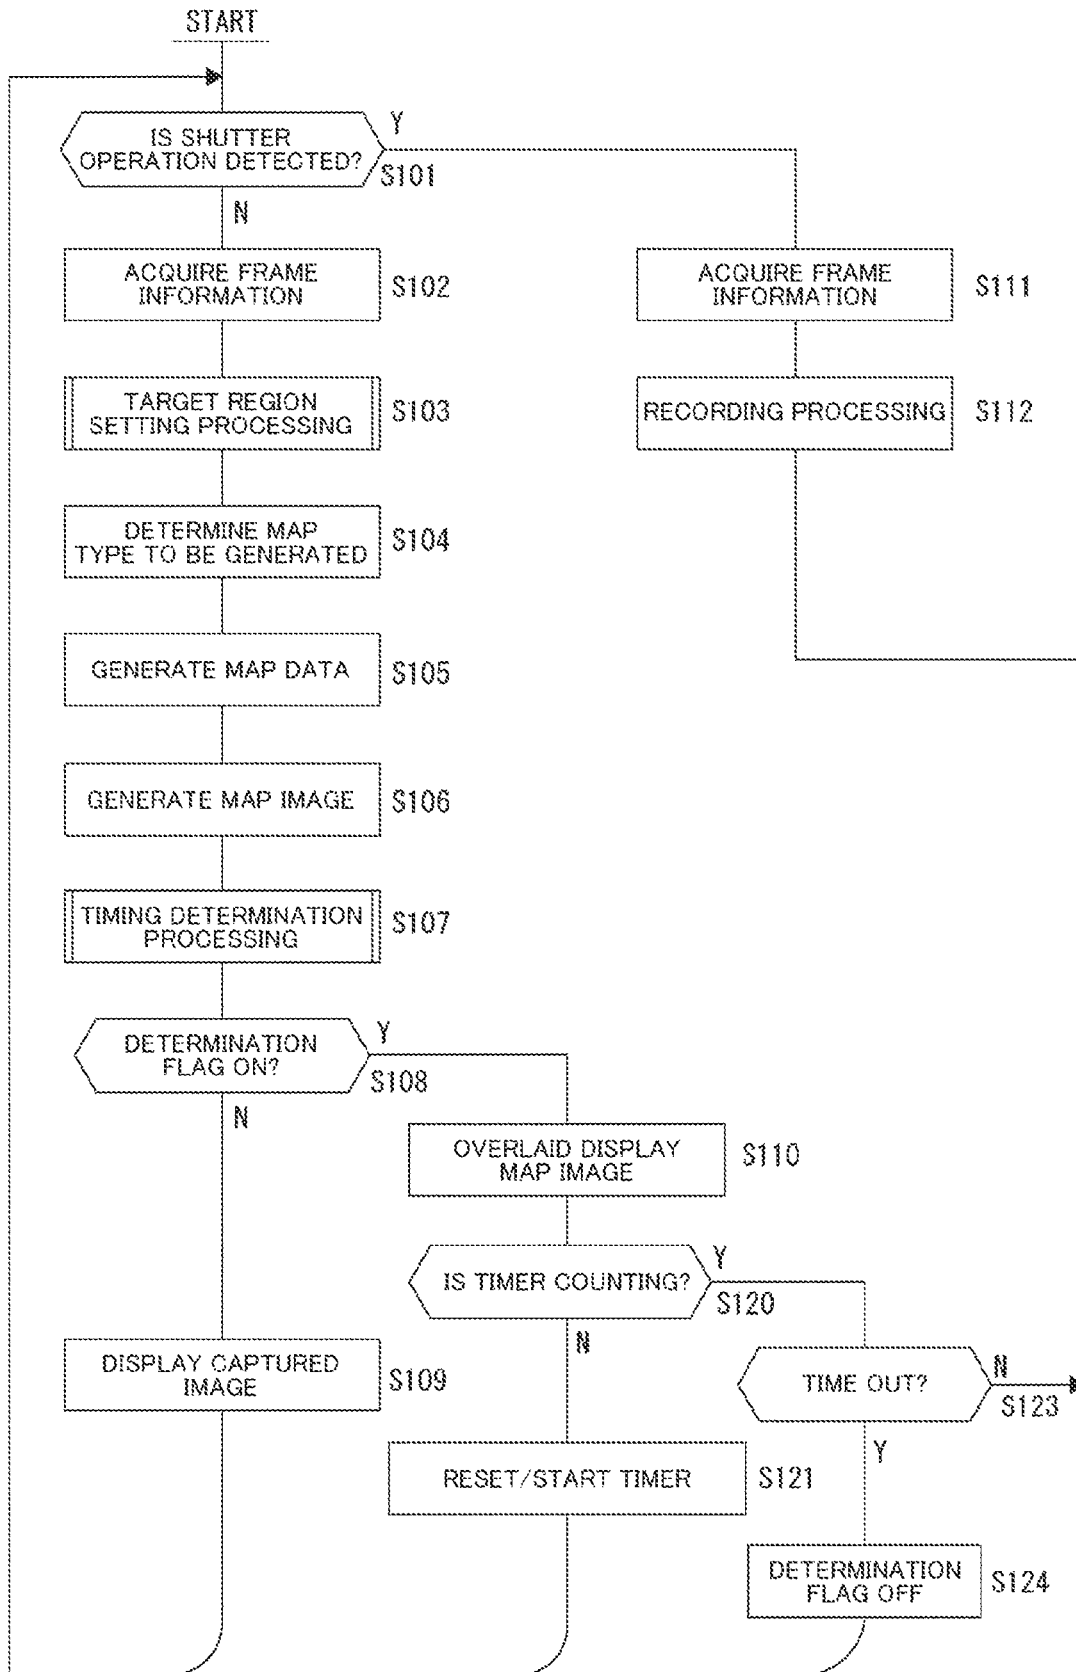 START
IS SHUTTER
OPERATION DETECTED?
Y
S101
N
ACQUIRE FRAME
INFORMATION
S102
ACQUIRE FRAME
INFORMATION
S111
TARGET REGION
SETTING PROCESSING
S103
RECORDING PROCESSING
S112
DETERMINE MAP
TYPE TO BE GENERATED
S104
GENERATE MAP DATA
S105
GENERATE MAP IMAGE
S106
TIMING DETERMINATION
PROCESSING
S107
DETERMINATION
FLAG ON?
Y
S108
N
OVERLAID DISPLAY
MAP IMAGE
S110
IS TIMER COUNTING?
Y
S120
N
DISPLAY CAPTURED
IMAGE
S109
TIME OUT?
N
S123
Y
RESET/START TIMER
S121
DETERMINATION
FLAG OFF
S124